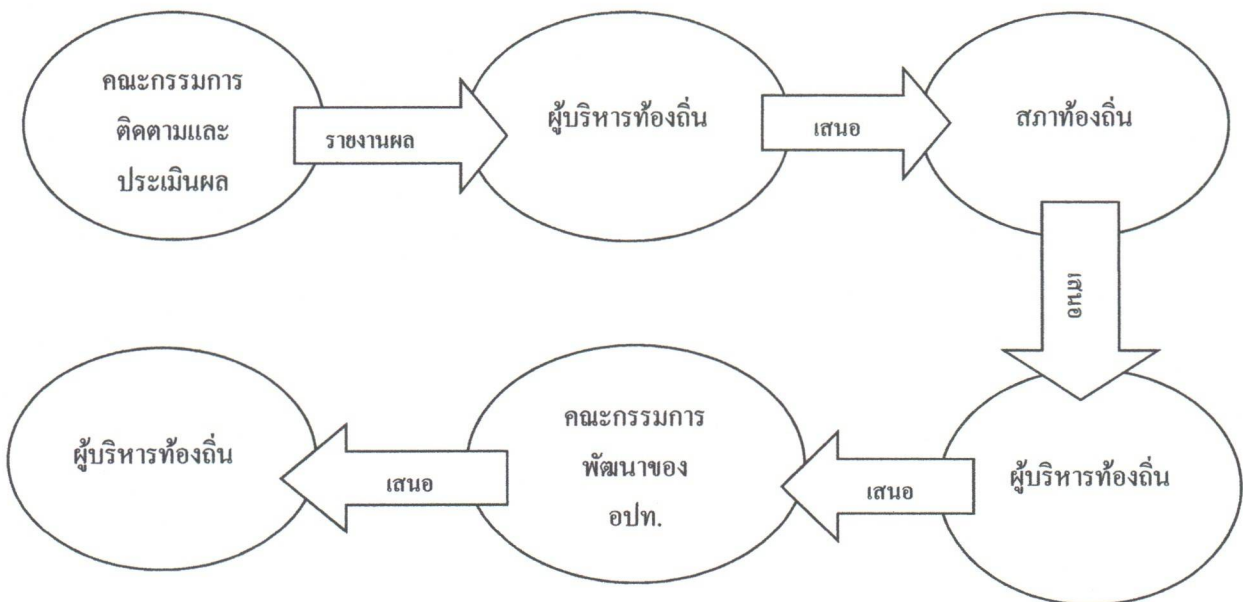 คณะกรรมการ
ติดตามและ
ประเมินผล
รายงานผล
ผู้บริหารท้องถิ่น
เสนอ
สภาท้องถิ่น
เสนอ
ผู้บริหารท้องถิ่น
เสนอ
คณะกรรมการ
พัฒนาของ
อปท.
เสนอ
ผู้บริหารท้องถิ่น